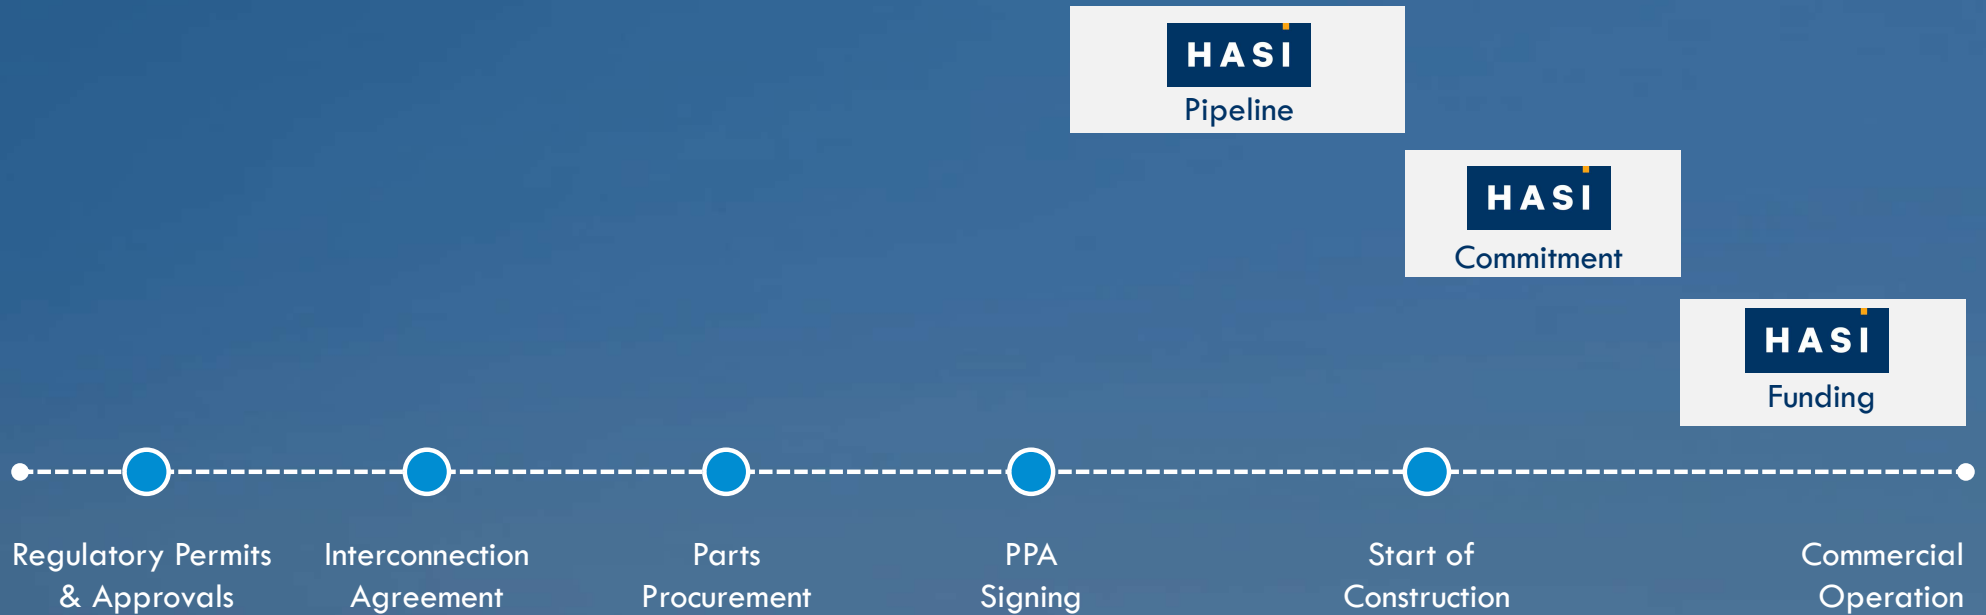 HASI
Pipeline
HASI
Commitment
HASI
Funding
Regulatory Permits
& Approvals
Interconnection
Agreement
Parts
Procurement
PPA
Signing
Start of
Construction
Commercial
Operation